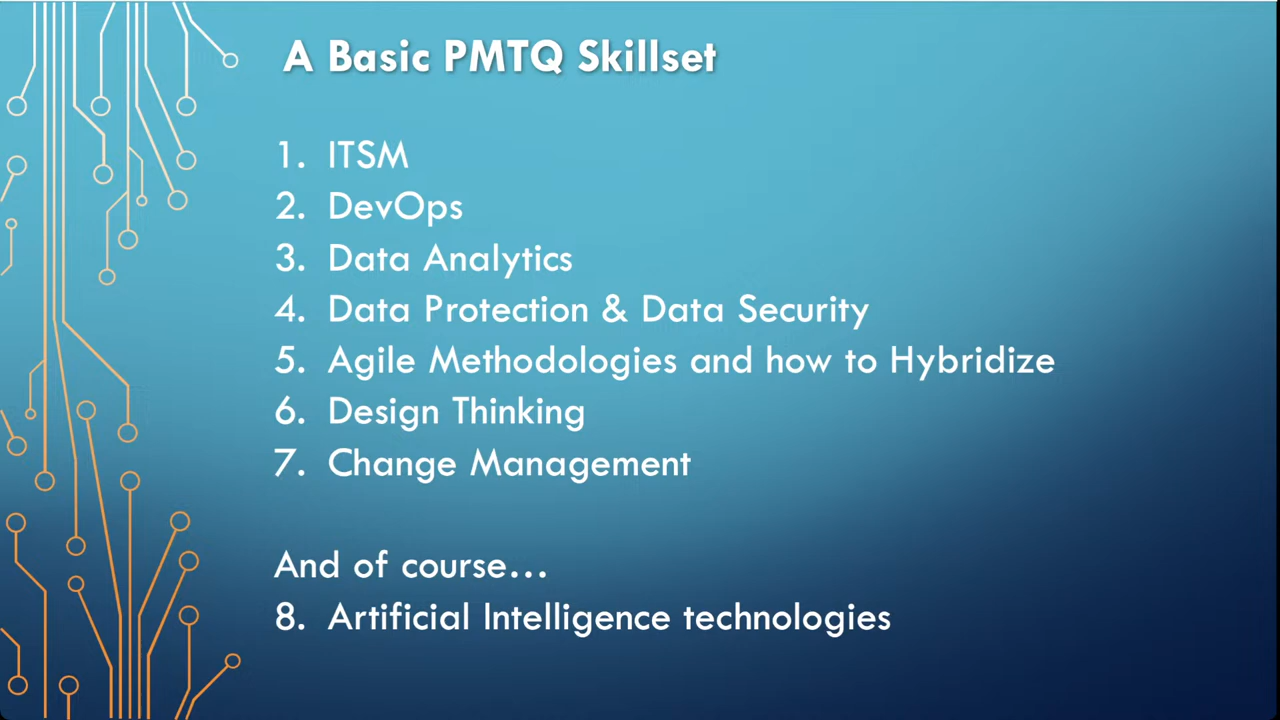 A Basic PMTQ Skillset
1. ITSM
2. DevOps
3. Data Analytics
4. Data Protection & Data Security
5. Agile Methodologies and how to Hybridize
6. Design Thinking
7. Change Management
And of course...
8. Artificial Intelligence technologies